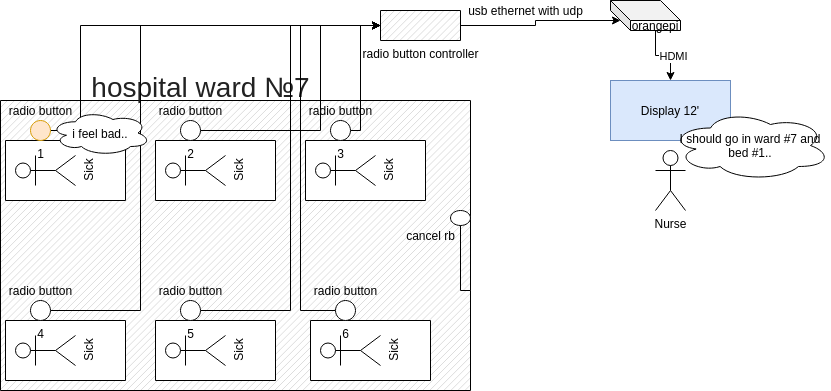 usb ethernet with udp
orangepi
radio button controller
HDMI
hospital ward №7
radio button
radio button
radio button
Display 12'
i feel bad..
I should go in ward #7 and
bed #1..
1
Sick
2
Sick
3
Sick
Nurse
cancel rb
radio button
radio button
radio button
4
Sick
5
Sick
6
Sick